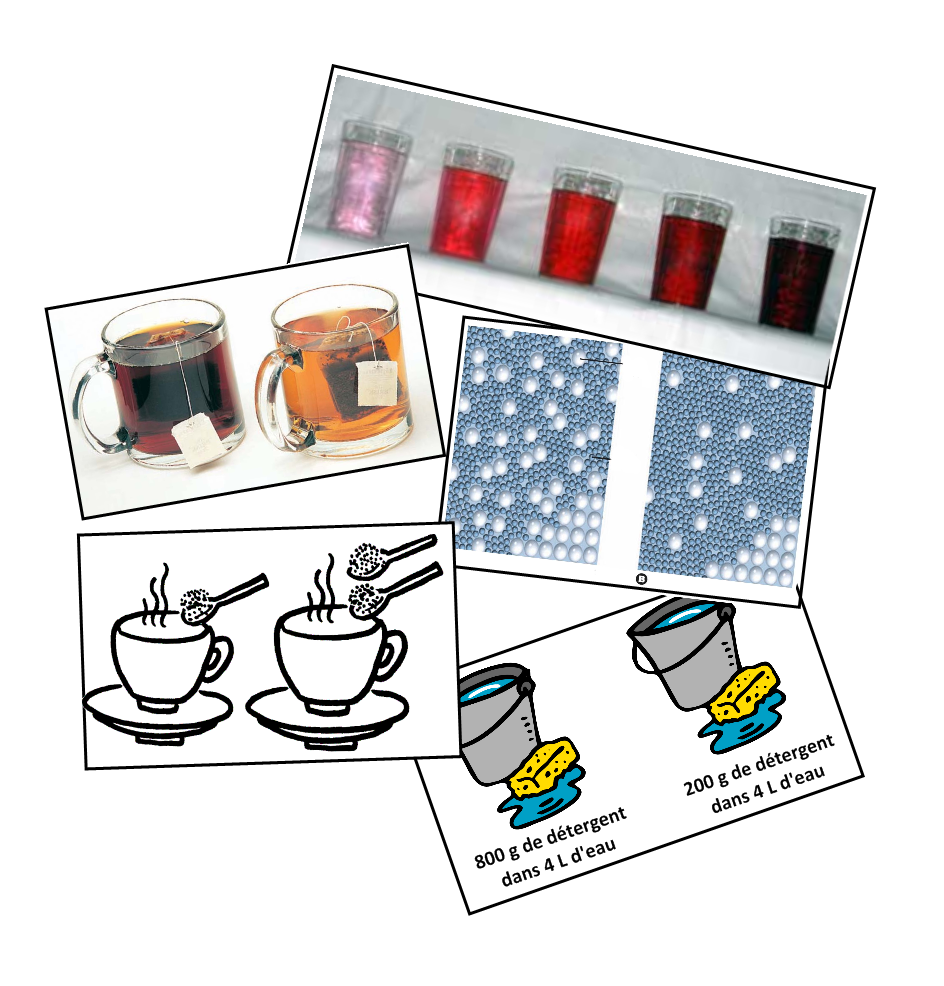 B
200 g de détergent
dans 4 L d'eau
800 g de détergent
dans 4 L d'eau